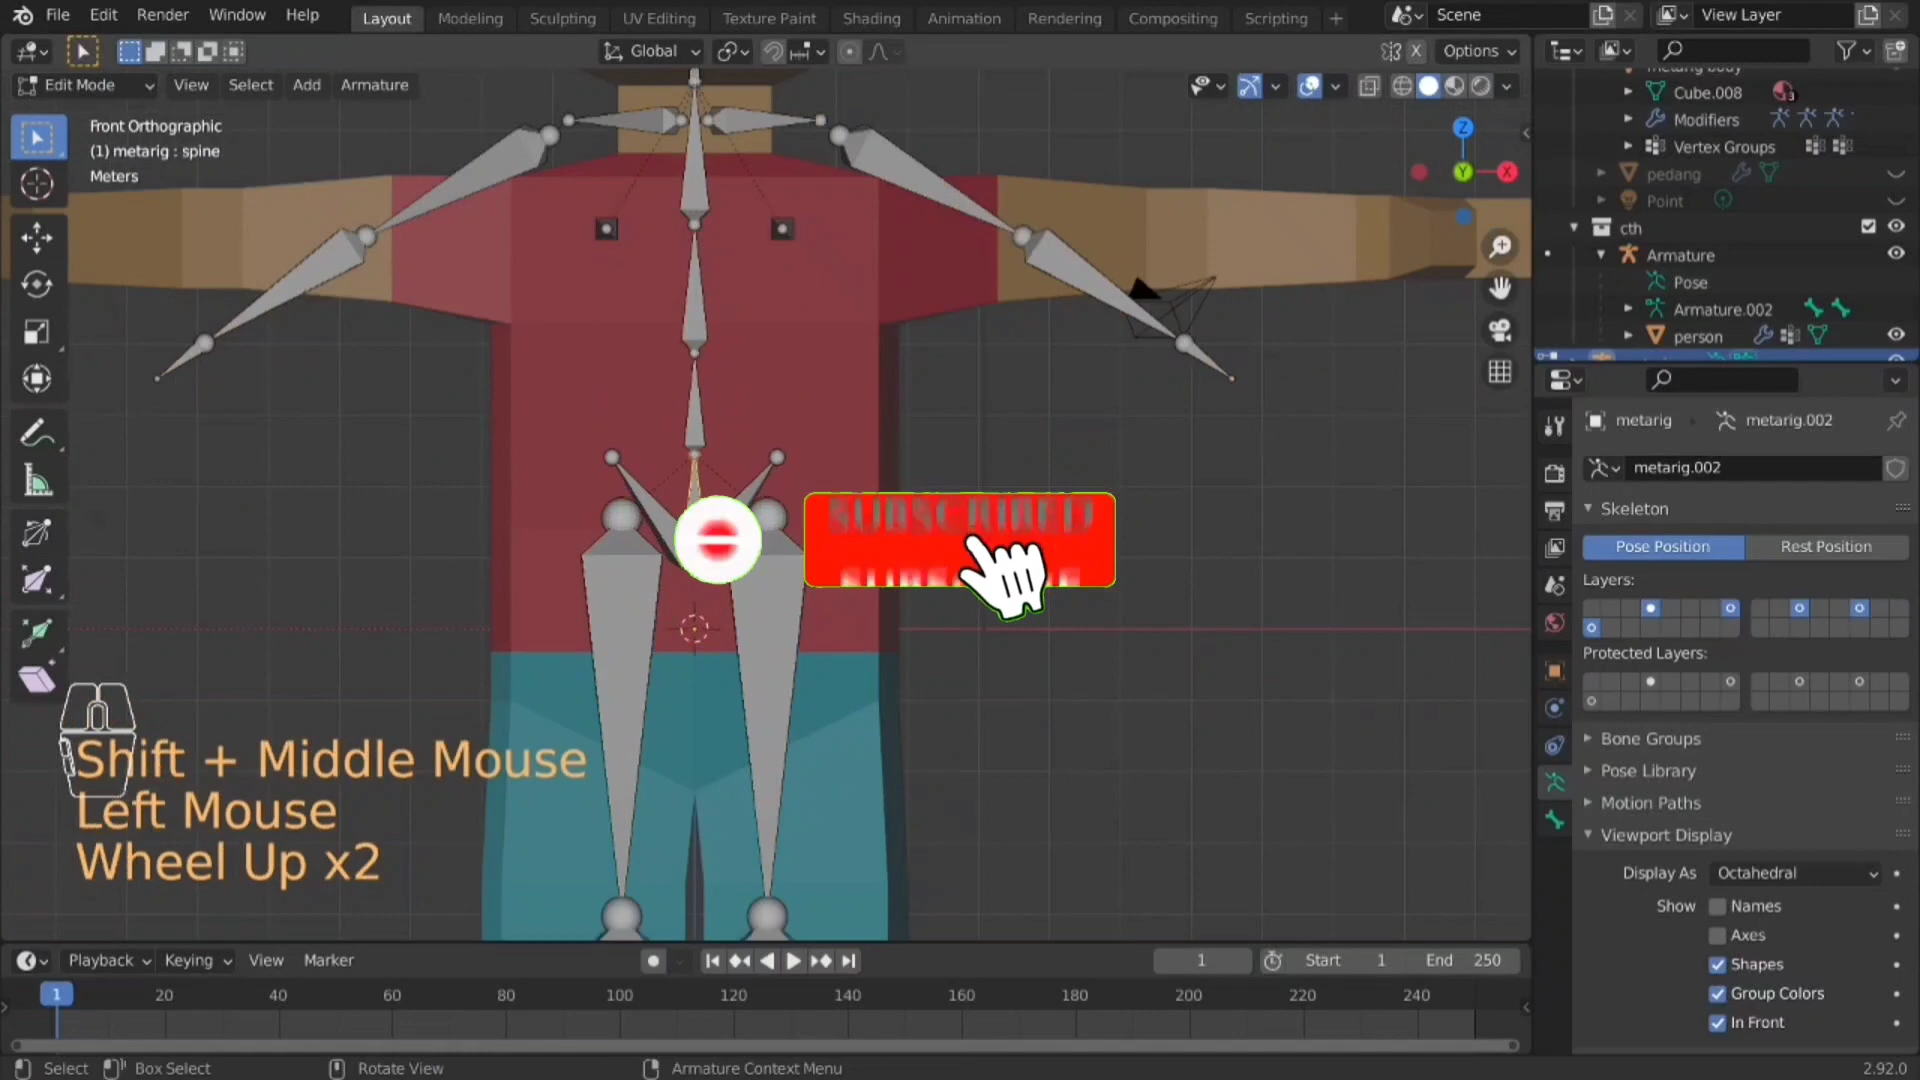 File Edit Render Window Help Layout Modeling Sculpting UV Editing Texture Paint Shading Animation Rendering Compositing Scripting + Scene View Layer
Global X Options
Edit Mode View Select Add Armature
Front Orthographic
(1) metarig : spine
Meters
Z
Y
X
Cube.008
Modifiers
Vertex Groups
pedang
Point
cth
Armature
Pose
Armature.002
person
metarig metarig.002
metarig.002
Skeleton
Pose Position Rest Position
Layers:
Protected Layers:
Bone Groups
Pose Library
Motion Paths
Viewport Display
Display As Octahedral
Show Names
Axes
Shapes
Group Colors
In Front
Shift + Middle Mouse
Left Mouse
Wheel Up x2
Playback Keying View Marker 1 Start 1 End 250
1 20 40 60 80 100 120 140 160 180 200 220 240
Select Box Select Rotate View Armature Context Menu 2.92.0